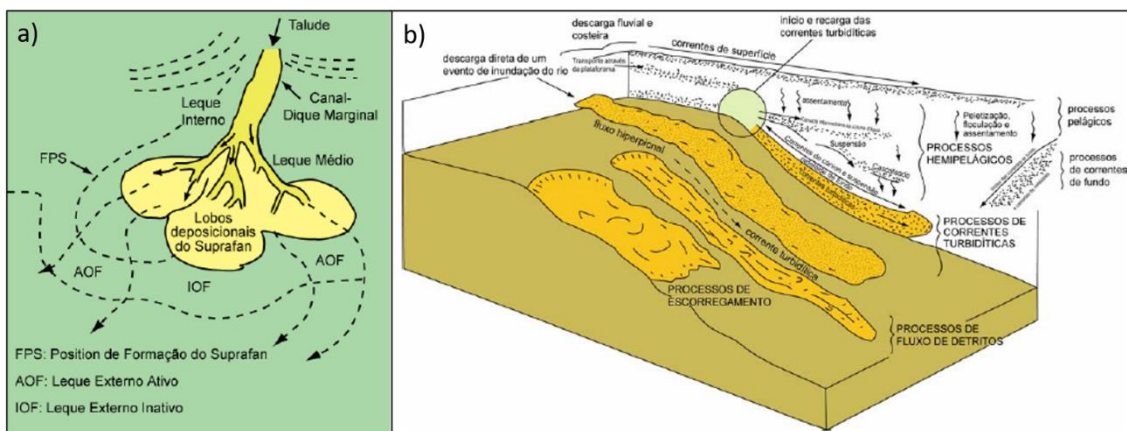 a)
Talude
Leque
Interno
Canal-
Dique Marginal
FPS
Leque Médio
Lobos
deposicionais
do Suprafan
AOF
IOF
AOF
FPS: Position de Formação do Suprafan
AOF: Leque Externo Ativo
IOF: Leque Externo Inativo
b)
descarga fluvial e
costeira
início e recarga das
correntes turbidíticas
correntes de superfície
descarga direta de um
evento de inundação do rio
Transporte através
da plataforma
assentamento
Peletização,
floculação e
assentamento
processos
pelágicos
PROCESSOS
HEMIPELÁGICOS
Suspensão
processos
de correntes
de fundo
fluxo hiperpicnal
correntes turbidíticas
corrente turbidítica
PROCESSOS DE
CORRENTES
TURBIDÍTICAS
PROCESSOS DE
ESCORREGAMENTO
PROCESSOS DE
FLUXO DE DETRITOS